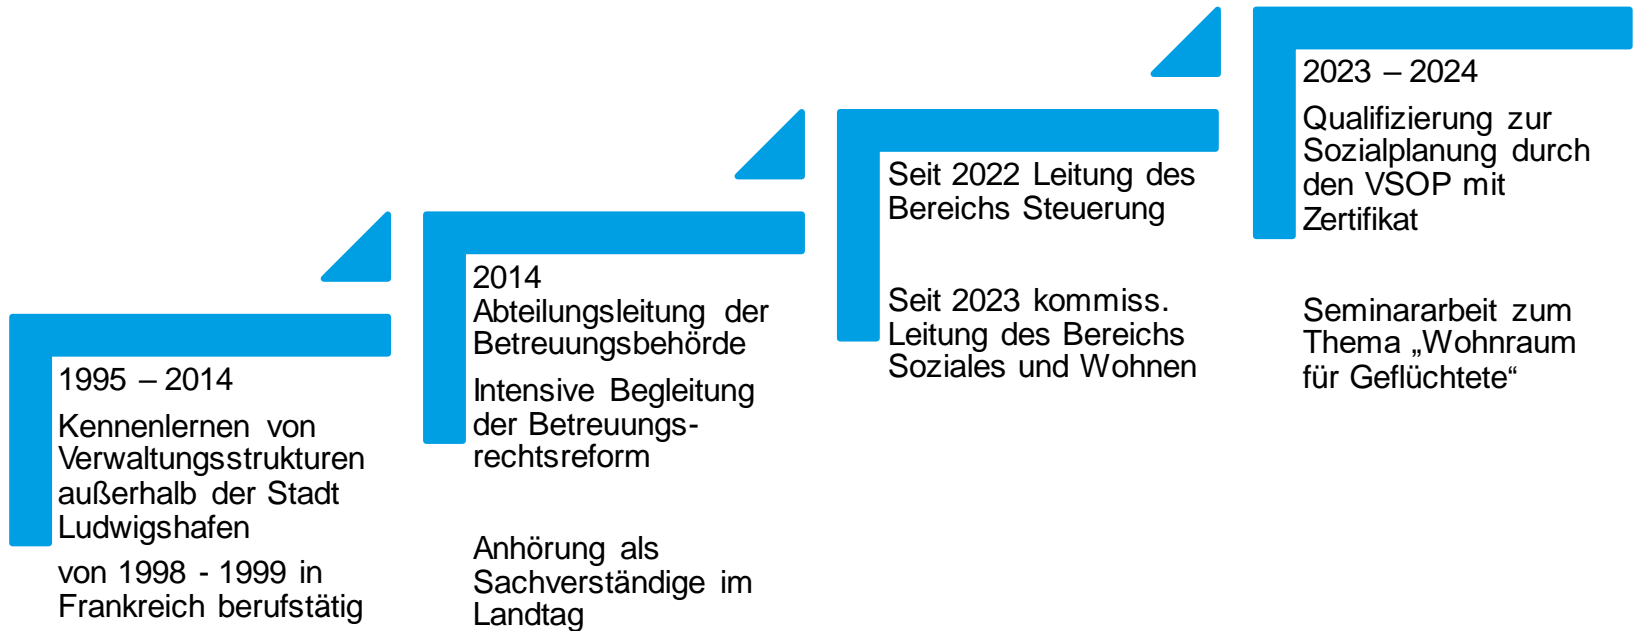 1995 – 2014
Kennenlernen von
Verwaltungsstrukturen
außerhalb der Stadt
Ludwigshafen
von 1998 - 1999 in
Frankreich berufstätig
2014
Abteilungsleitung der
Betreuungsbehörde
Intensive Begleitung
der Betreuungs-
rechtsreform
Anhörung als
Sachverständige im
Landtag
Seit 2022 Leitung des
Bereichs Steuerung
Seit 2023 kommiss.
Leitung des Bereichs
Soziales und Wohnen
2023 – 2024
Qualifizierung zur
Sozialplanung durch
den VSOP mit
Zertifikat
Seminararbeit zum
Thema „Wohnraum
für Geflüchtete“